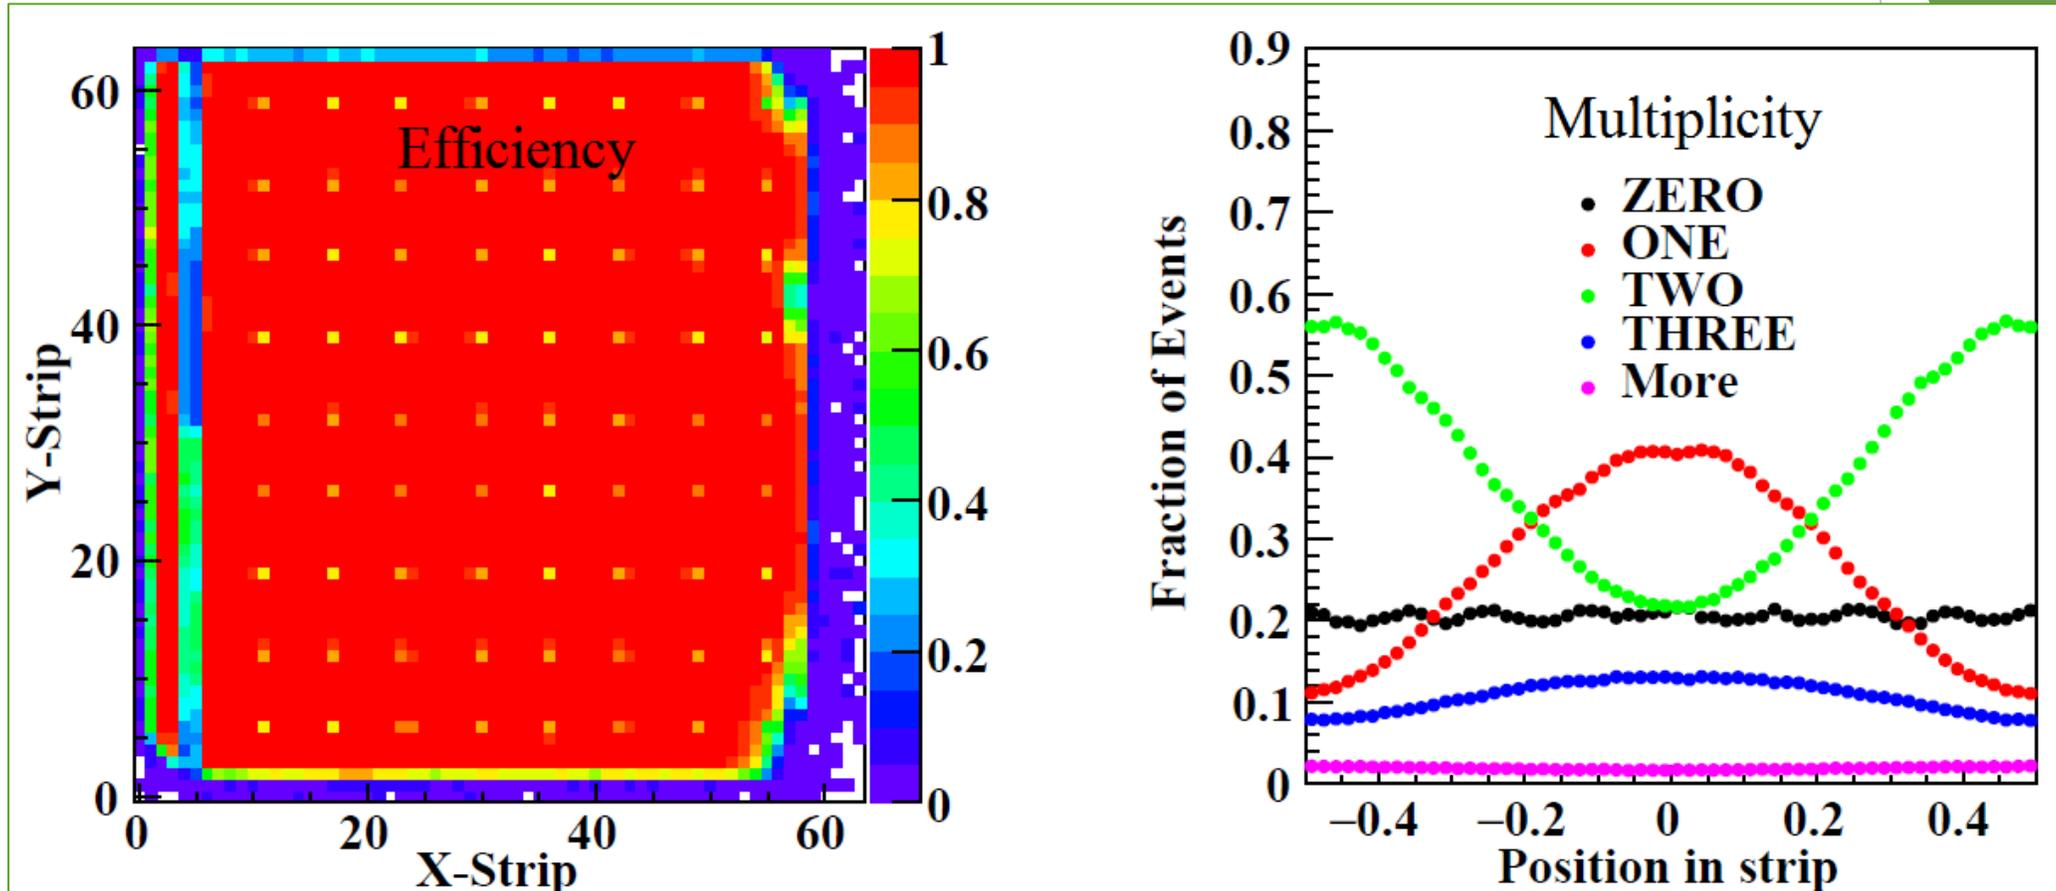 Efficiency
Y-Strip
60
40
20
0
0 20 40 60
X-Strip
1
0.8
0.6
0.4
0.2
0
Multiplicity
ZERO
ONE
TWO
THREE
More
Fraction of Events
0.9
0.8
0.7
0.6
0.5
0.4
0.3
0.2
0.1
0
−0.4 −0.2 0 0.2 0.4
Position in strip